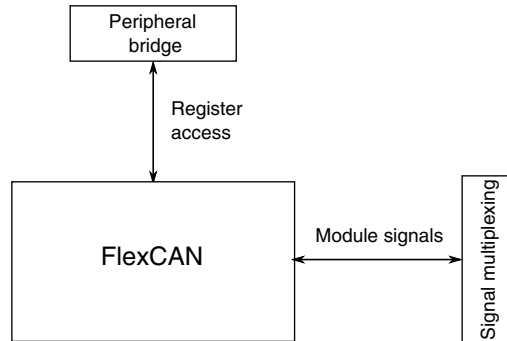 Peripheral
bridge
Register
access
FlexCAN
Module signals
Signal multiplexing